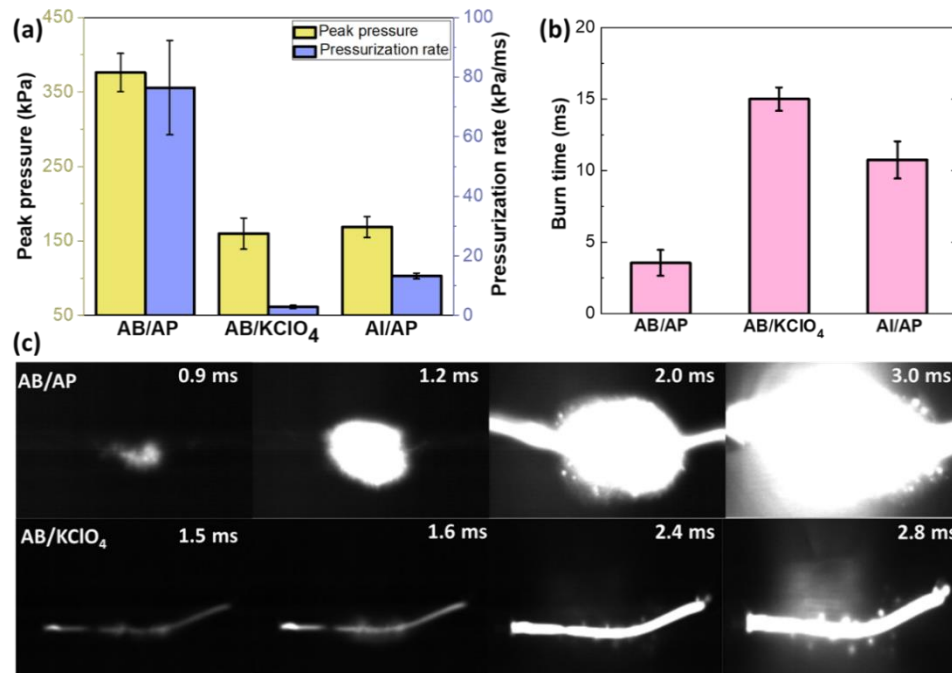 (a)
Peak pressure
Pressurization rate
Peak pressure (kPa)
450
350
250
150
50
Pressurization rate (kPa/ms)
100
80
60
40
20
0
AB/AP
AB/KClO₄
Al/AP
(b)
Burn time (ms)
20
15
10
5
0
AB/AP
AB/KClO₄
Al/AP
(c)
AB/AP
0.9 ms
1.2 ms
2.0 ms
3.0 ms
AB/KClO₄
1.5 ms
1.6 ms
2.4 ms
2.8 ms